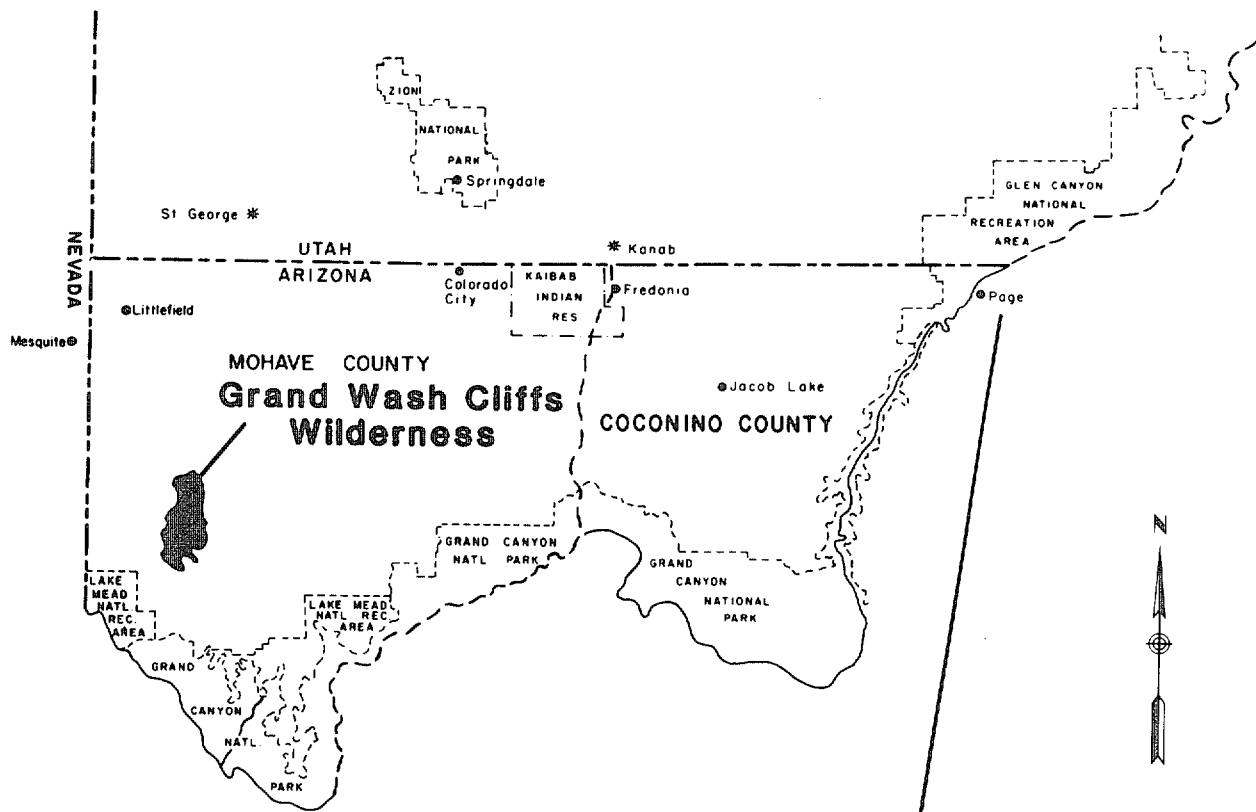 ZION
NATIONAL
PARK
Springdale
GLEN CANYON
NATIONAL
RECREATION
AREA
St George
NEVADA
UTAH
ARIZONA
Kanab
Colorado
City
KAIBAB
INDIAN
RES
Fredonia
Page
Littlefield
Mesquite
MOHAVE COUNTY
Grand Wash Cliffs
Wilderness
Jacob Lake
COCONINO COUNTY
GRAND CANYON
NATL PARK
GRAND
CANYON
NATIONAL
PARK
LAKE
MEAD
NATL
REC.
AREA
LAKE MEAD
NATL REC
AREA
GRAND
CANYON
NATL.
PARK
N